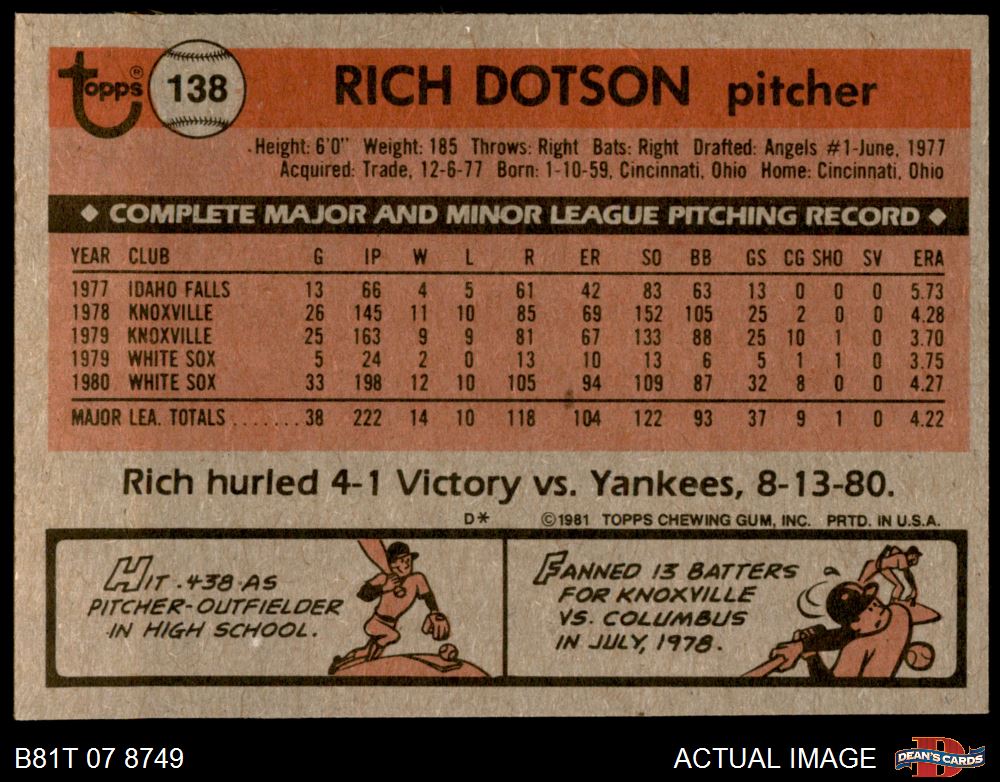 Topps® 138 RICH DOTSON pitcher
Height: 6'0" Weight: 185 Throws: Right Bats: Right Drafted: Angels #1-June, 1977
Acquired: Trade, 12-6-77 Born: 1-10-59, Cincinnati, Ohio Home: Cincinnati, Ohio
◆ COMPLETE MAJOR AND MINOR LEAGUE PITCHING RECORD ◆
YEAR CLUB G IP W L R ER SO BB GS CG SHO SV ERA
1977 IDAHO FALLS 13 66 4 5 61 42 83 63 13 0 0 0 5.73
1978 KNOXVILLE 26 145 11 10 85 69 152 105 25 2 0 0 4.28
1979 KNOXVILLE 25 163 9 9 81 67 133 88 25 10 1 0 3.70
1979 WHITE SOX 5 24 2 0 13 10 13 6 5 1 1 0 3.75
1980 WHITE SOX 33 198 12 10 105 94 109 87 32 8 0 0 4.27
MAJOR LEA. TOTALS ....... 38 222 14 10 118 104 122 93 37 9 1 0 4.22
Rich hurled 4-1 Victory vs. Yankees, 8-13-80.
D* ©1981 TOPPS CHEWING GUM, INC. PRTD. IN U.S.A.
HIT .438 AS
PITCHER-OUTFIELDER
IN HIGH SCHOOL.
FANNED 13 BATTERS
FOR KNOXVILLE
VS. COLUMBUS
IN JULY, 1978.
B81T 07 8749 ACTUAL IMAGE D DEAN'S CARDS